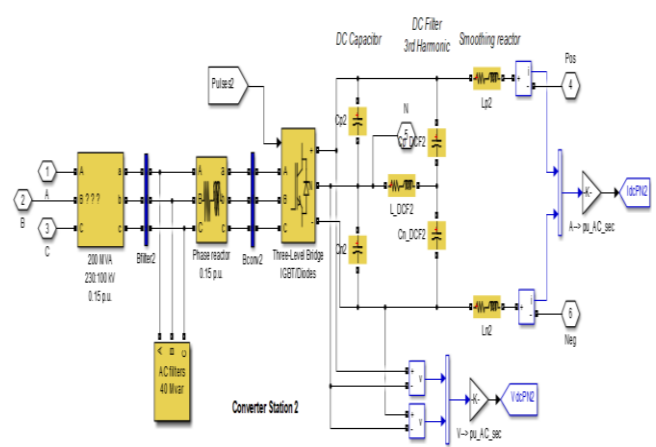 DC Capacitor
DC Filter
3rd Harmonic
Smoothing reactor
Pos
4
i
+
-
Lp2
Pulses2
N
5
Cp2
Cp_DCF2
1
A
2
B
3
C
A
B
C
???
a
b
c
200 MVA
230:100 kV
0.15 p.u.
Bfilter2
A
B
C
a
b
c
Phase reactor
0.15 p.u.
Bconv2
A
B
C
+
N
-
Three-Level Bridge
IGBT/Diodes
L_DCF2
Cn2
Cn_DCF2
-K-
A--> pu_AC_sec
IdcPN2
Ln2
i
+
-
6
Neg
A
B
C
AC filters
40 Mvar
Converter Station 2
+
-
v
+
-
v
-K-
V--> pu_AC_sec
VdcPN2